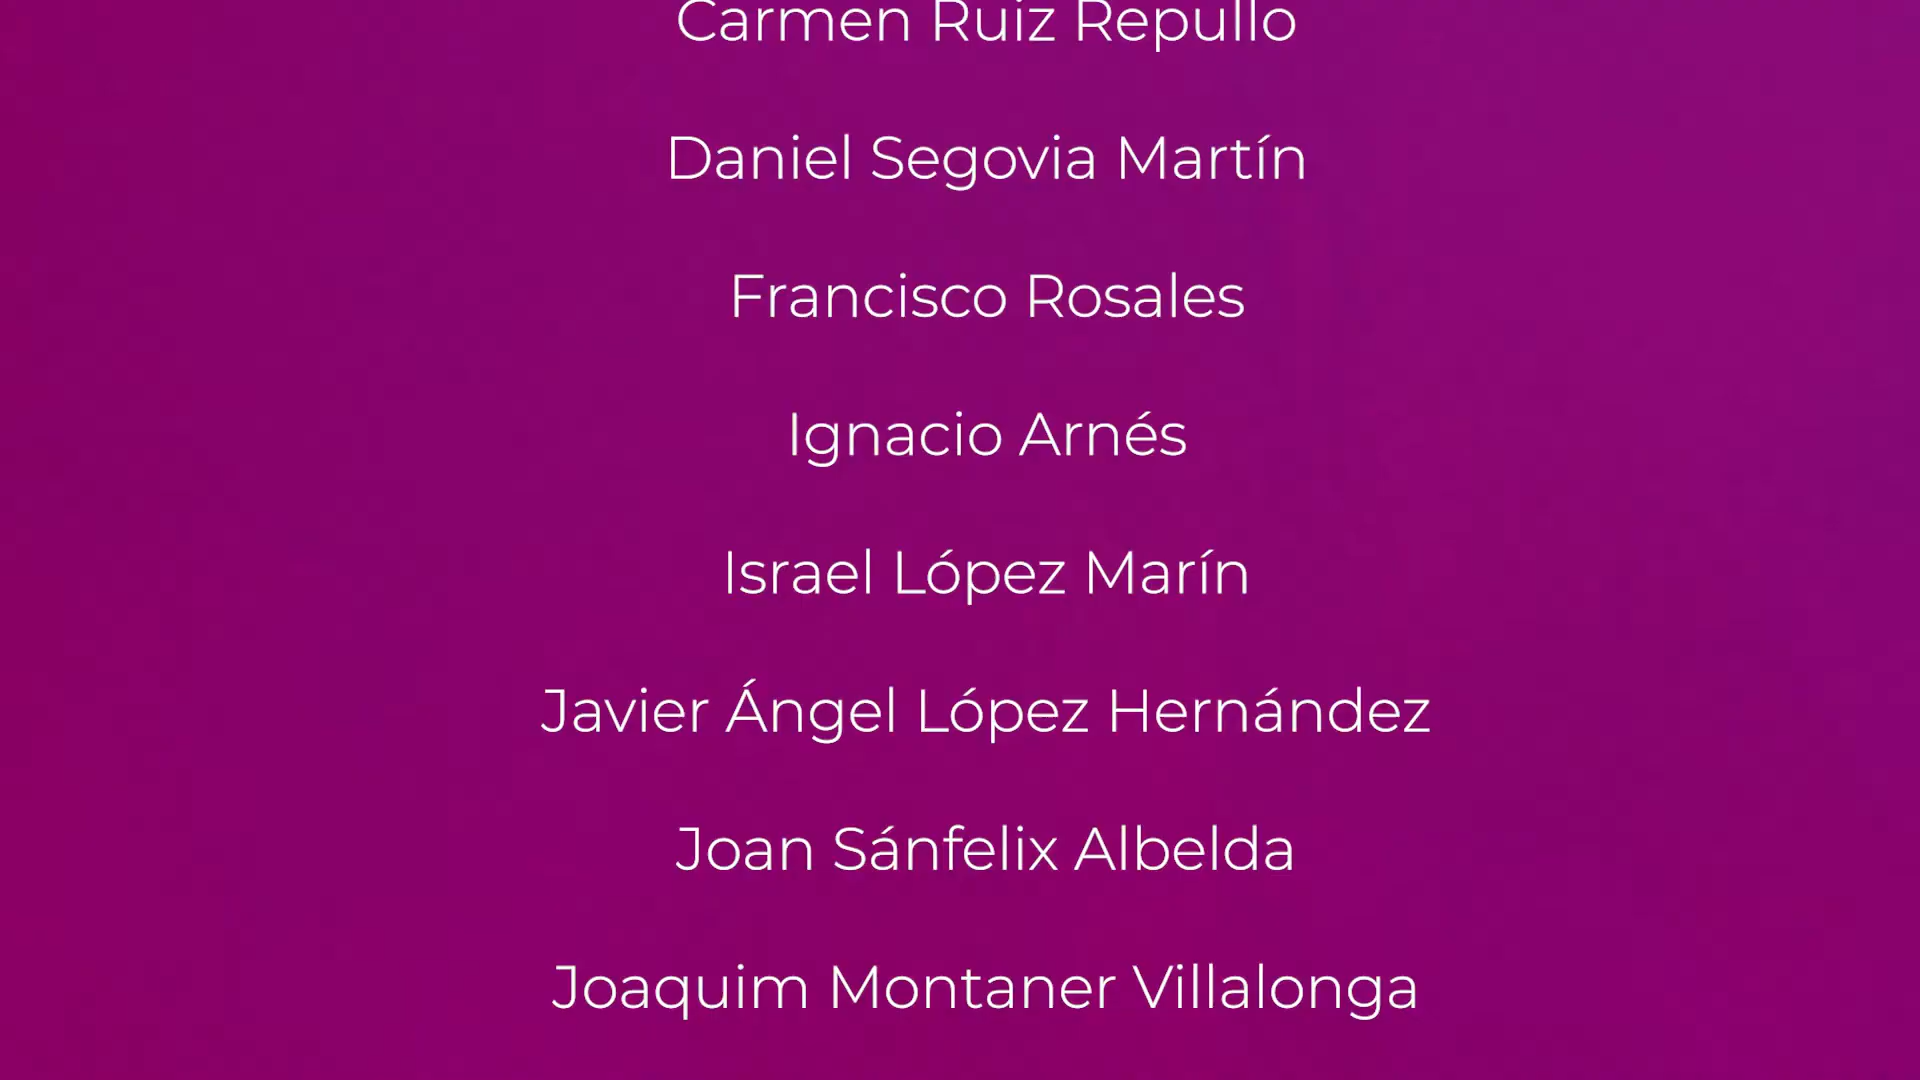 Carmen Ruiz Repullo
Daniel Segovia Martín
Francisco Rosales
Ignacio Arnés
Israel López Marín
Javier Ángel López Hernández
Joan Sánfelix Albelda
Joaquim Montaner Villalonga